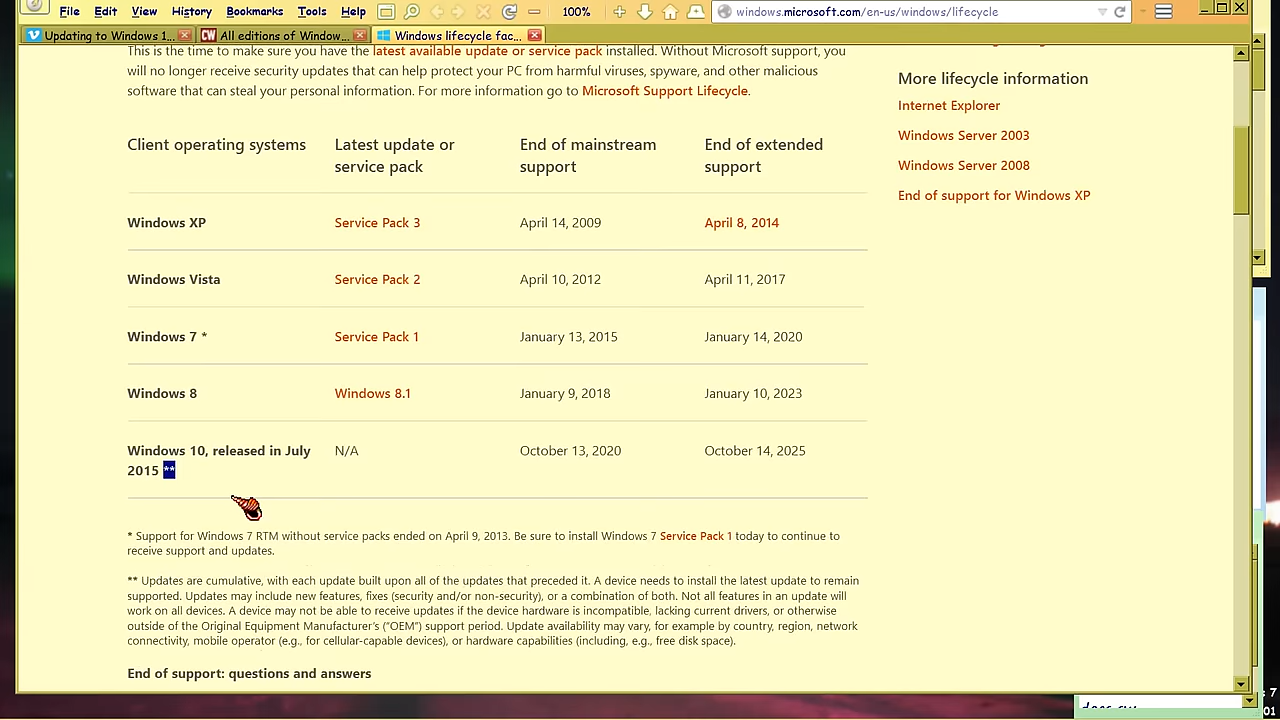 File Edit View History Bookmarks Tools Help 100% windows.microsoft.com/en-us/windows/lifecycle
Updating to Windows 1... CW All editions of Window... Windows lifecycle fac...
This is the time to make sure you have the latest available update or service pack installed. Without Microsoft support, you
will no longer receive security updates that can help protect your PC from harmful viruses, spyware, and other malicious
software that can steal your personal information. For more information go to Microsoft Support Lifecycle.
Client operating systems
Latest update or
service pack
End of mainstream
support
End of extended
support
Windows XP Service Pack 3 April 14, 2009 April 8, 2014
Windows Vista Service Pack 2 April 10, 2012 April 11, 2017
Windows 7 * Service Pack 1 January 13, 2015 January 14, 2020
Windows 8 Windows 8.1 January 9, 2018 January 10, 2023
Windows 10, released in July N/A October 13, 2020 October 14, 2025
2015 **
* Support for Windows 7 RTM without service packs ended on April 9, 2013. Be sure to install Windows 7 Service Pack 1 today to continue to
receive support and updates.
** Updates are cumulative, with each update built upon all of the updates that preceded it. A device needs to install the latest update to remain
supported. Updates may include new features, fixes (security and/or non-security), or a combination of both. Not all features in an update will
work on all devices. A device may not be able to receive updates if the device hardware is incompatible, lacking current drivers, or otherwise
outside of the Original Equipment Manufacturer's ("OEM") support period. Update availability may vary, for example by country, region, network
connectivity, mobile operator (e.g., for cellular-capable devices), or hardware capabilities (including, e.g., free disk space).
End of support: questions and answers
More lifecycle information
Internet Explorer
Windows Server 2003
Windows Server 2008
End of support for Windows XP